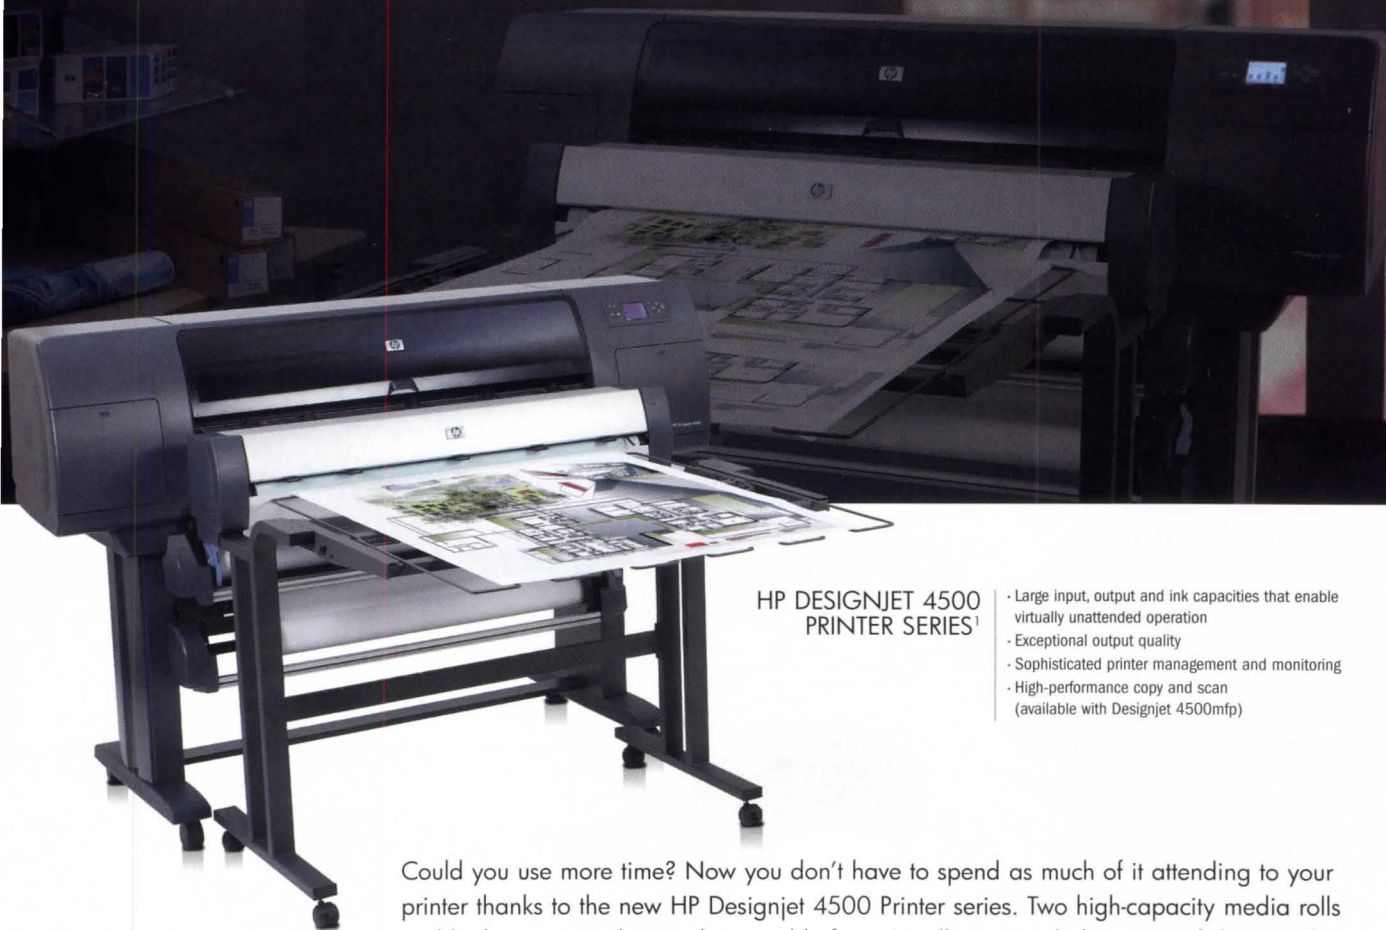 HP DESIGNJET 4500
PRINTER SERIES¹
· Large input, output and ink capacities that enable
virtually unattended operation
· Exceptional output quality
· Sophisticated printer management and monitoring
· High-performance copy and scan
(available with Designjet 4500mfp)
Could you use more time? Now you don't have to spend as much of it attending to your
printer thanks to the new HP Designjet 4500 Printer series. Two high-capacity media rolls